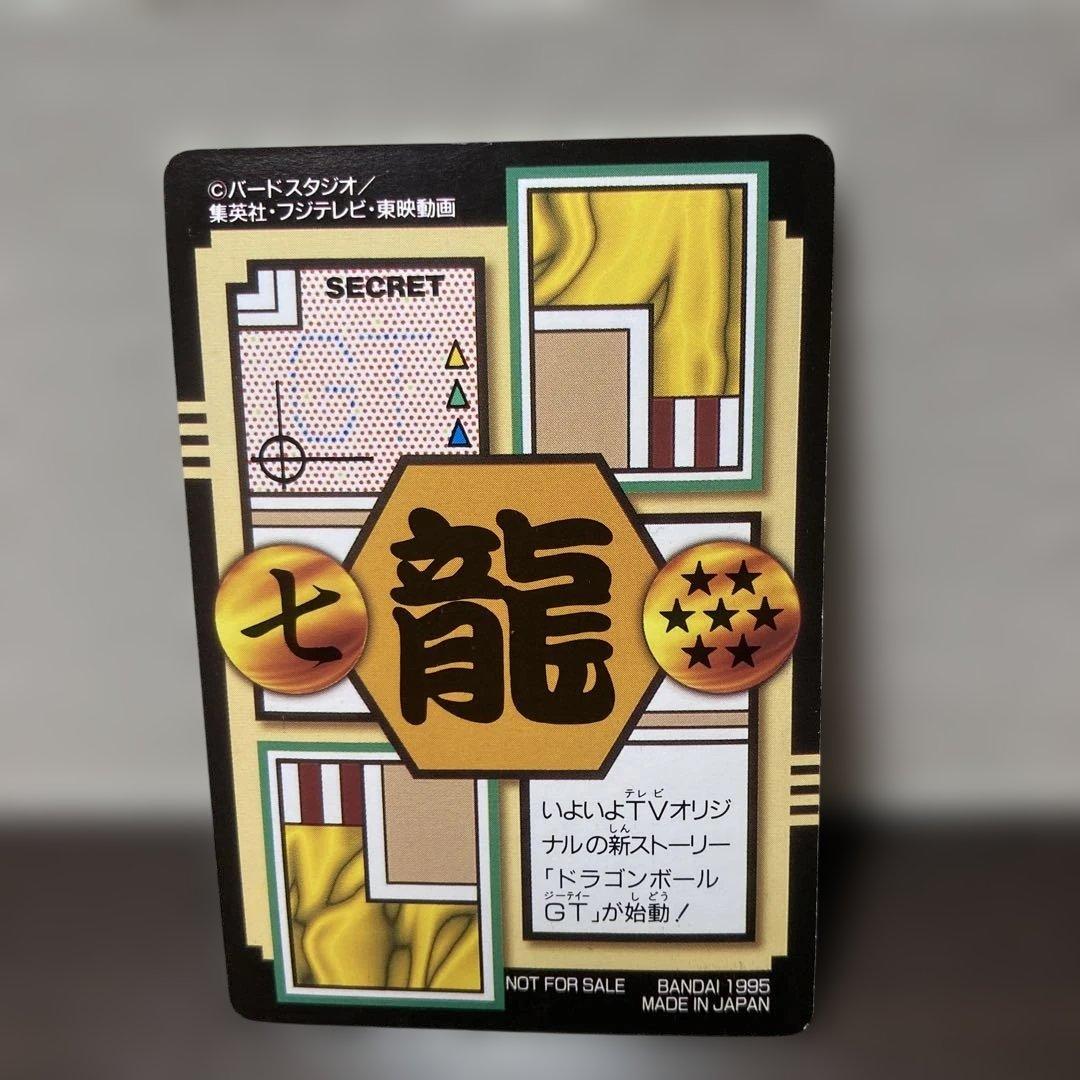 ©バードスタジオ/
集英社・フジテレビ・東映動画
SECRET
GT
七
龍
いよいよTVオリジ
テレビ
ナルの新ストーリー
しん
「ドラゴンボール
GT」が始動!
ジーティー しどう
NOT FOR SALE
BANDAI 1995
MADE IN JAPAN